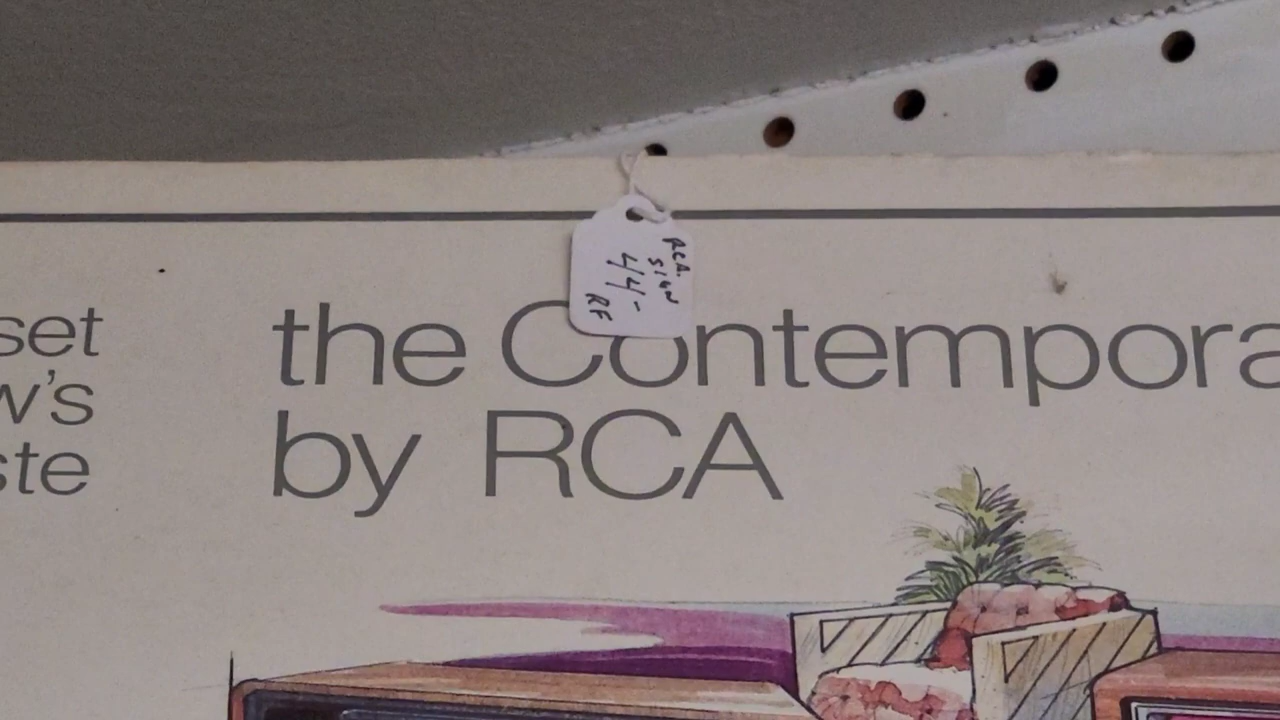 RCA.
SIGN
44-
RF
set
w's
ste
the Contempora
by RCA